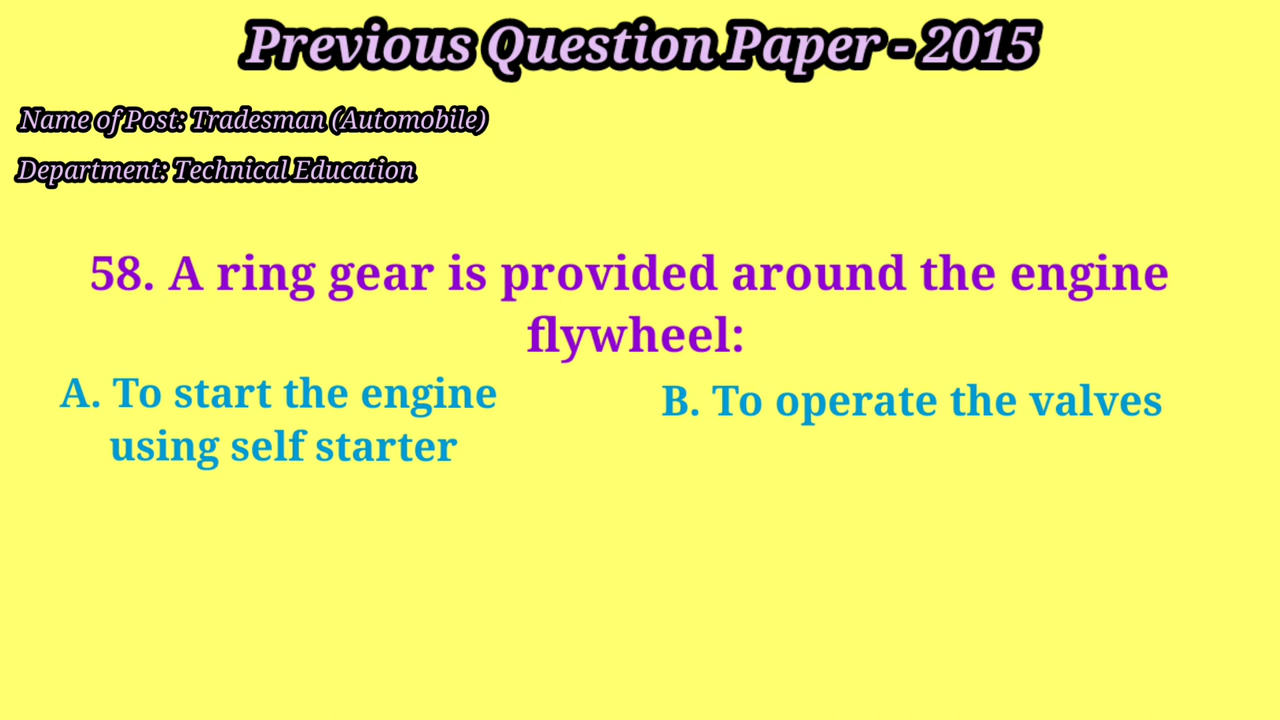 Previous Question Paper - 2015
Name of Post: Tradesman (Automobile)
Department: Technical Education
58. A ring gear is provided around the engine
flywheel:
A. To start the engine
using self starter
B. To operate the valves